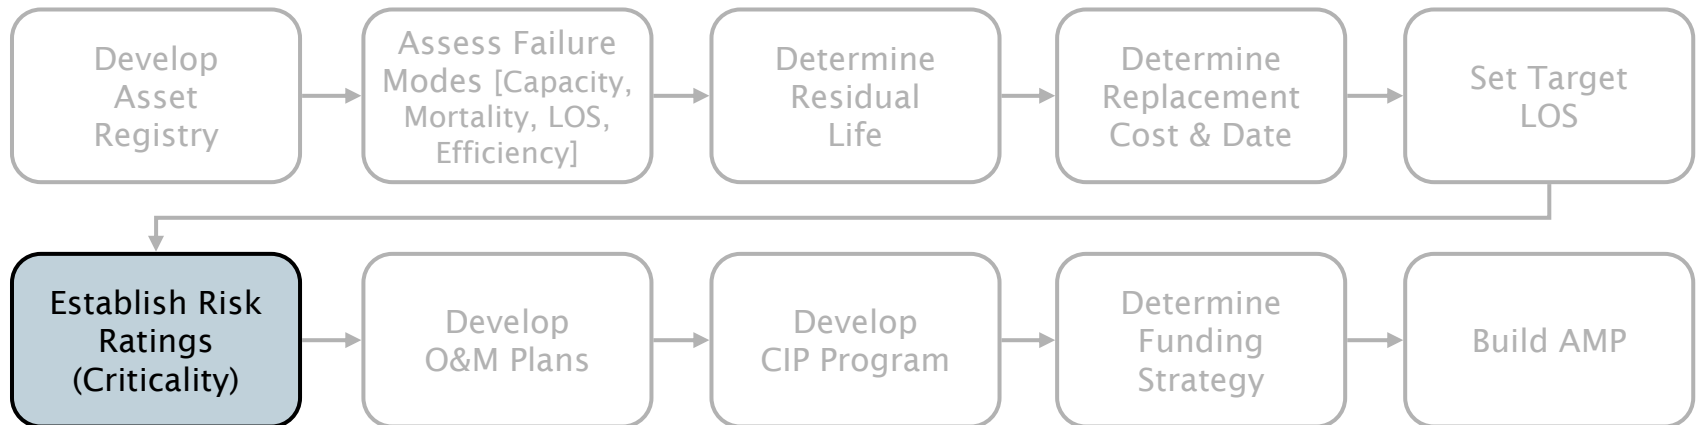 Develop
Asset
Registry
Assess Failure
Modes [Capacity,
Mortality, LOS,
Efficiency]
Determine
Residual
Life
Determine
Replacement
Cost & Date
Set Target
LOS
Establish Risk
Ratings
(Criticality)
Develop
O&M Plans
Develop
CIP Program
Determine
Funding
Strategy
Build AMP